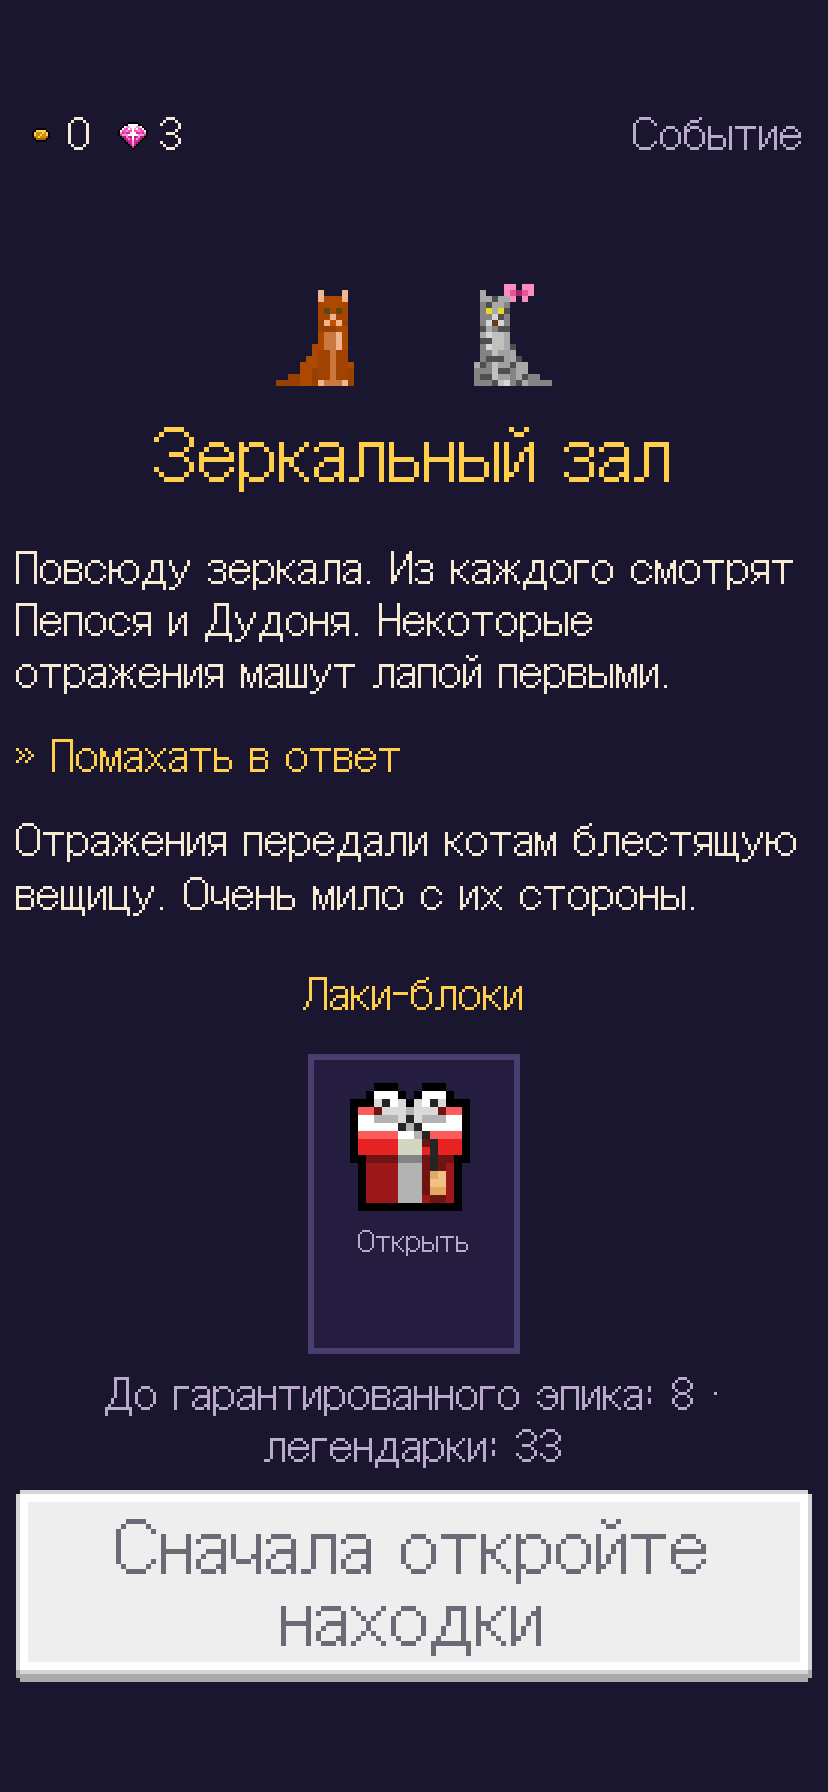 0 3 Событие
Зеркальный зал
Повсюду зеркала. Из каждого смотрят
Пепося и Дудоня. Некоторые
отражения машут лапой первыми.
» Помахать в ответ
Отражения передали котам блестящую
вещицу. Очень мило с их стороны.
Лаки-блоки
Открыть
До гарантированного эпика: 8 ·
легендарки: 33
Сначала откройте
находки